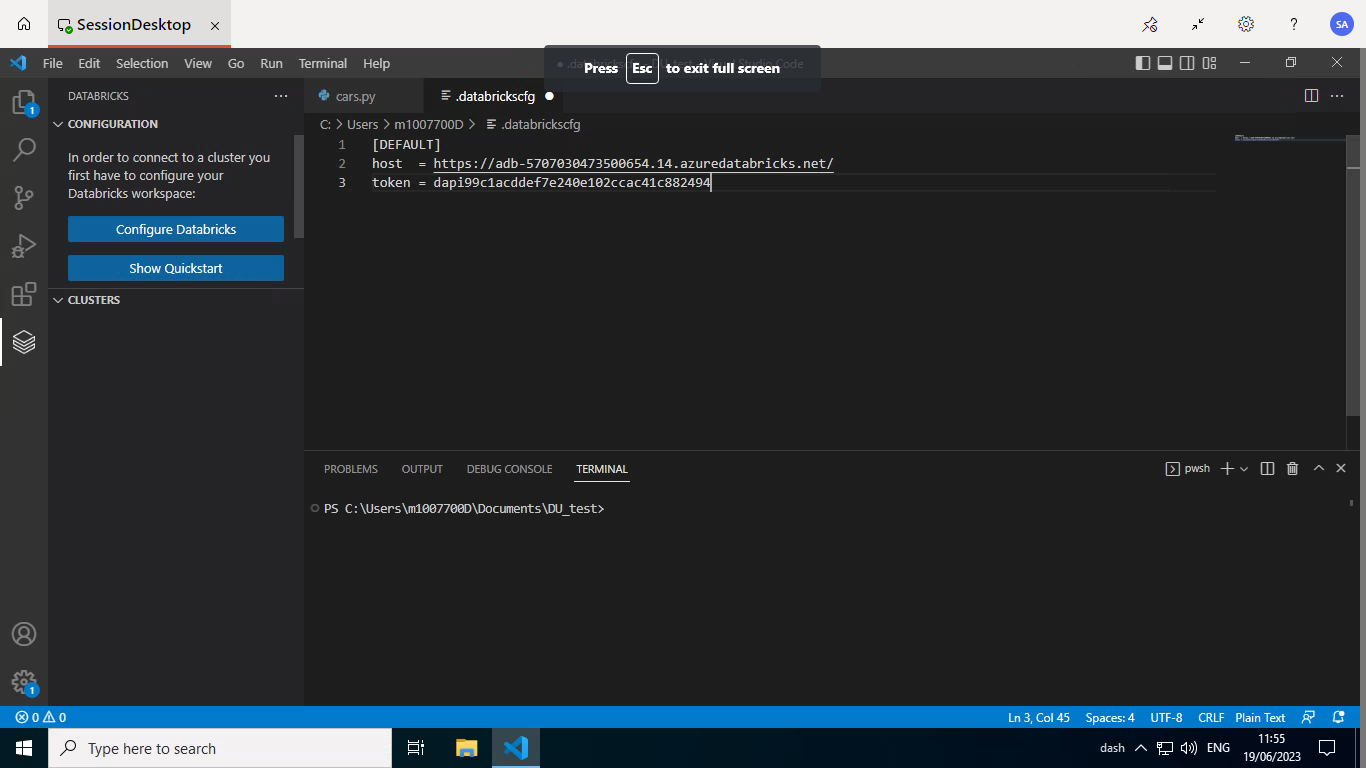 SessionDesktop
?
SA
File Edit Selection View Go Run Terminal Help
Press Esc to exit full screen
DATABRICKS
cars.py
.databrickscfg
CONFIGURATION
C: > Users > m1007700D > .databrickscfg
In order to connect to a cluster you
first have to configure your
Databricks workspace:
Configure Databricks
Show Quickstart
CLUSTERS
1 [DEFAULT]
2 host  = https://adb-5707030473500654.14.azuredatabricks.net/
3 token = dapi99c1acddef7e240e102ccac41c882494
PROBLEMS OUTPUT DEBUG CONSOLE TERMINAL
pwsh
PS C:\Users\m1007700D\Documents\DU_test>
1
1
0 0
Ln 3, Col 45 Spaces: 4 UTF-8 CRLF Plain Text
Type here to search
dash
ENG
11:55
19/06/2023